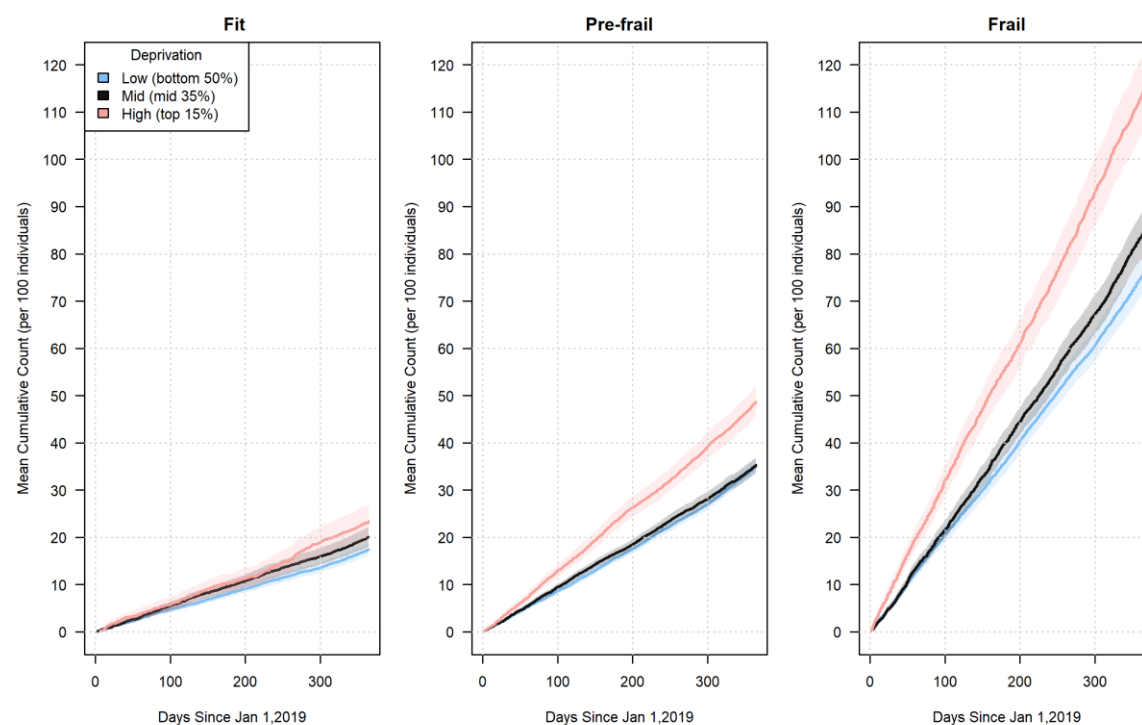 Fit
Pre-frail
Frail
Deprivation
Low (bottom 50%)
Mid (mid 35%)
High (top 15%)
Mean Cumulative Count (per 100 individuals)
120
110
100
90
80
70
60
50
40
30
20
10
0
0 100 200 300
Days Since Jan 1,2019
Mean Cumulative Count (per 100 individuals)
120
110
100
90
80
70
60
50
40
30
20
10
0
0 100 200 300
Days Since Jan 1,2019
Mean Cumulative Count (per 100 individuals)
120
110
100
90
80
70
60
50
40
30
20
10
0
0 100 200 300
Days Since Jan 1,2019